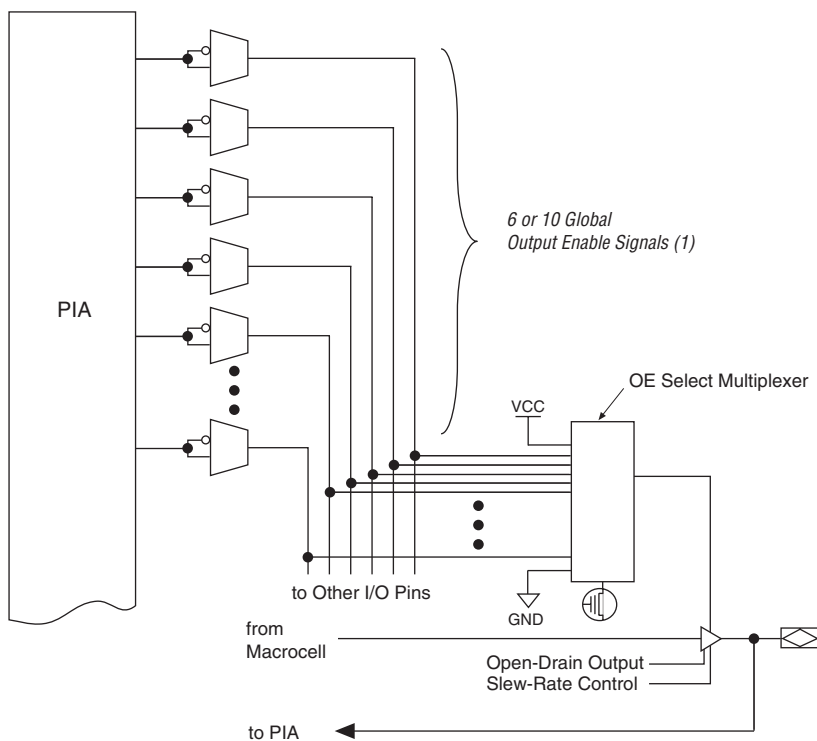 PIA
6 or 10 Global
Output Enable Signals (1)
OE Select Multiplexer
VCC
to Other I/O Pins
GND
from
Macrocell
Open-Drain Output
Slew-Rate Control
to PIA